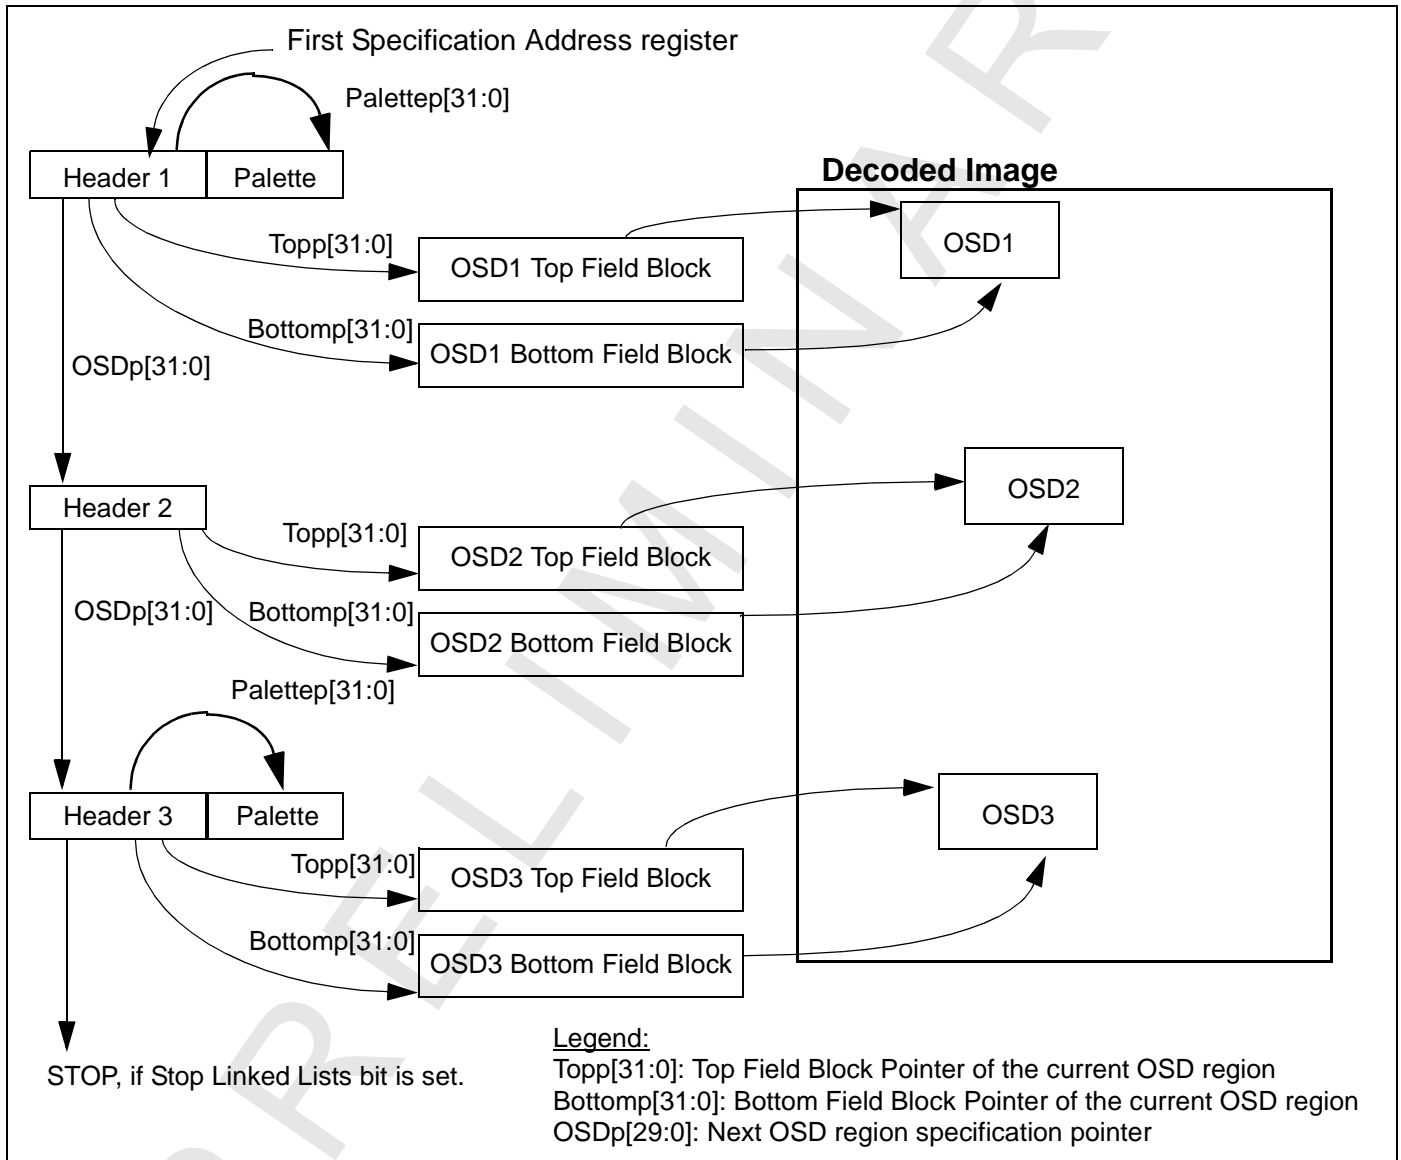 First Specification Address register
Palettep[31:0]
Header 1
Palette
Decoded Image
Topp[31:0]
OSD1 Top Field Block
OSD1
Bottomp[31:0]
OSD1 Bottom Field Block
OSDp[31:0]
Header 2
OSD2
Topp[31:0]
OSD2 Top Field Block
OSDp[31:0]
Bottomp[31:0]
OSD2 Bottom Field Block
Palettep[31:0]
Header 3
Palette
OSD3
Topp[31:0]
OSD3 Top Field Block
Bottomp[31:0]
OSD3 Bottom Field Block
STOP, if Stop Linked Lists bit is set.
Legend:
Topp[31:0]: Top Field Block Pointer of the current OSD region
Bottomp[31:0]: Bottom Field Block Pointer of the current OSD region
OSDp[29:0]: Next OSD region specification pointer
PRELIMINAR